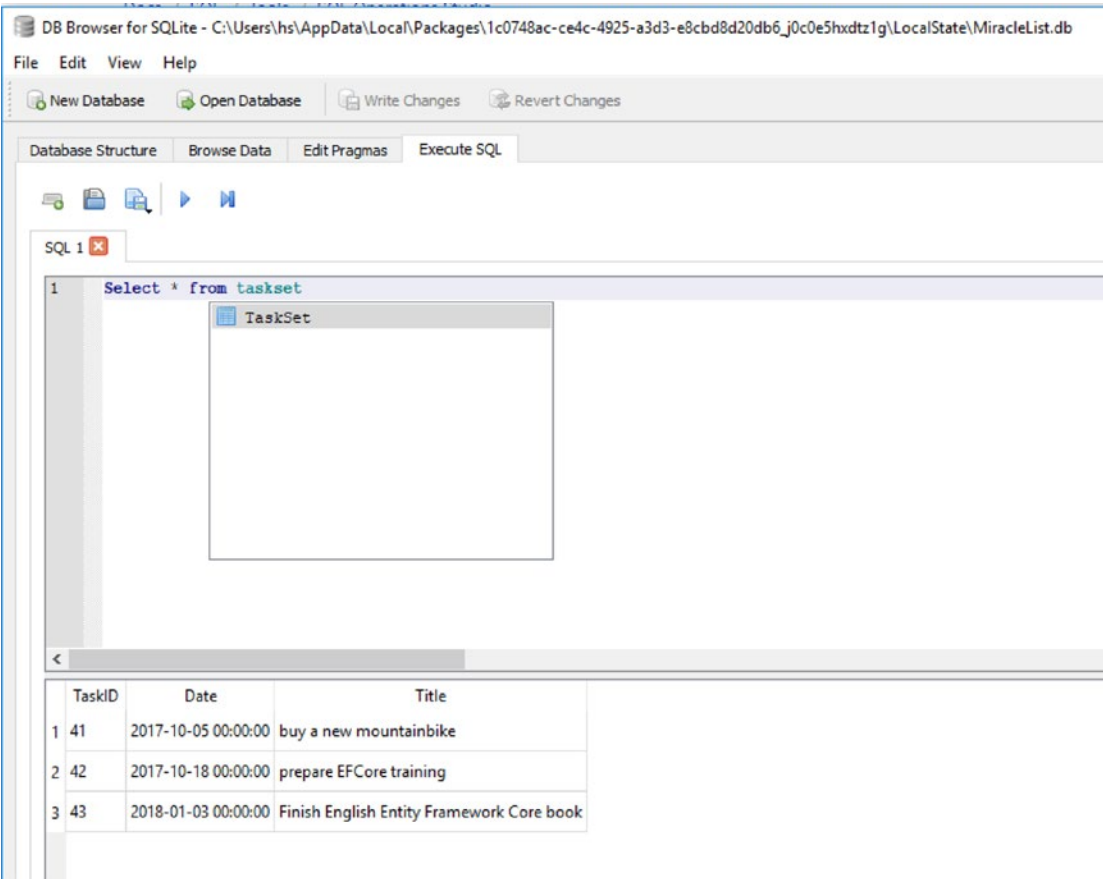 DB Browser for SQLite - C:\Users\hs\AppData\Local\Packages\1c0748ac-ce4c-4925-a3d3-e8cbd8d20db6_j0c0e5hxdtz1g\LocalState\MiracleList.db
File Edit View Help
New Database Open Database Write Changes Revert Changes
Database Structure Browse Data Edit Pragmas Execute SQL
SQL 1
1 Select * from taskset
TaskSet
TaskID Date Title
1 41 2017-10-05 00:00:00 buy a new mountainbike
2 42 2017-10-18 00:00:00 prepare EFCore training
3 43 2018-01-03 00:00:00 Finish English Entity Framework Core book